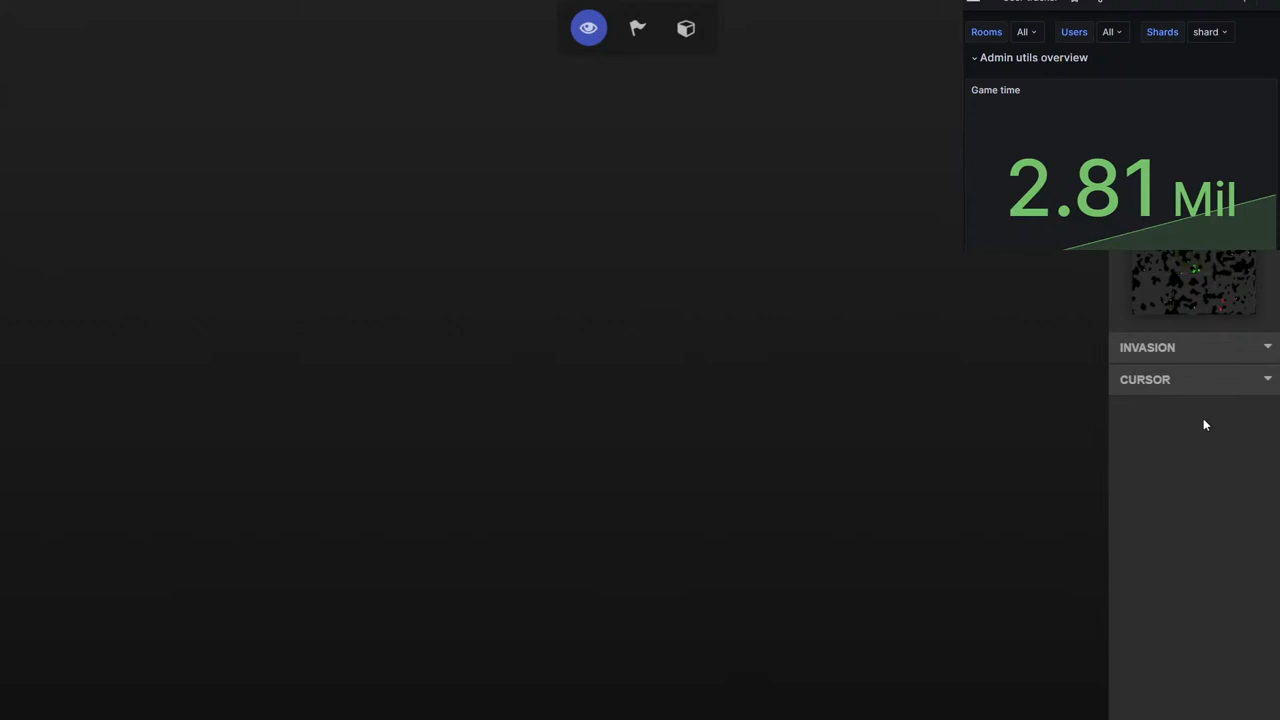 Rooms All Users All Shards shard
Admin utils overview
Game time
2.81 Mil
INVASION
CURSOR